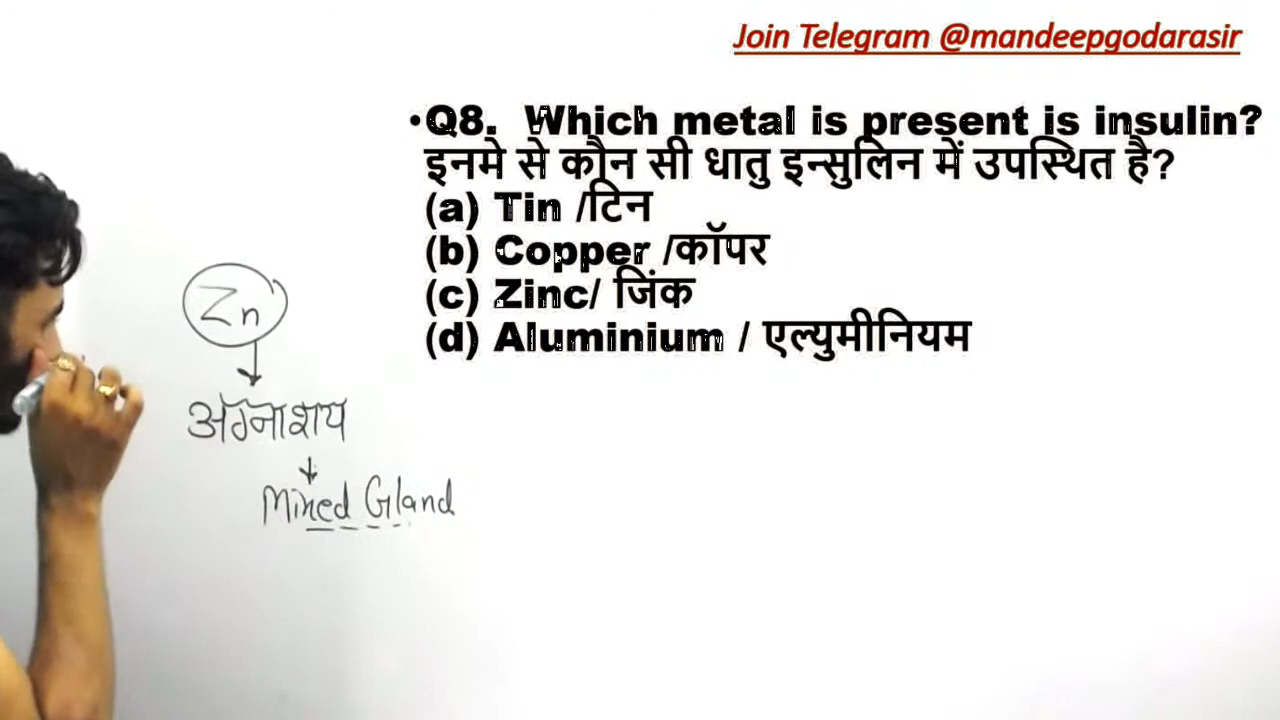 Join Telegram @mandeepgodarasir
•Q8. Which metal is present is insulin?
इनमे से कौन सी धातु इन्सुलिन में उपस्थित है?
(a) Tin /टिन
(b) Copper /कॉपर
(c) Zinc/ जिंक
(d) Aluminium / एल्युमीनियम
Zn
अग्नाशय
Mixed Gland